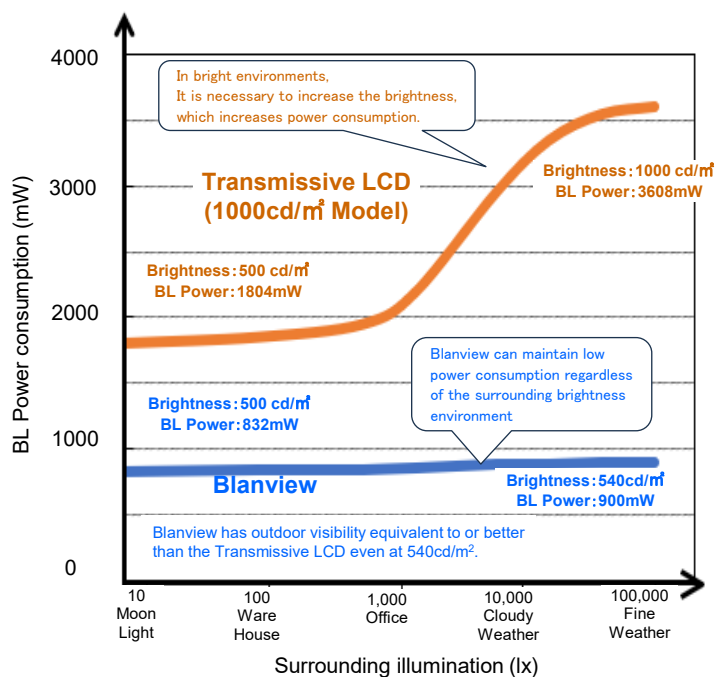 4000
3000
2000
1000
0
BL Power consumption (mW)
In bright environments,
It is necessary to increase the brightness,
which increases power consumption.
Transmissive LCD
(1000cd/㎡ Model)
Brightness:1000 cd/㎡
BL Power:3608mW
Brightness:500 cd/㎡
BL Power:1804mW
Blanview can maintain low
power consumption regardless
of the surrounding brightness
environment
Brightness:500 cd/㎡
BL Power:832mW
Blanview
Brightness:540cd/㎡
BL Power:900mW
Blanview has outdoor visibility equivalent to or better
than the Transmissive LCD even at 540cd/m².
10
Moon
Light
100
Ware
House
1,000
Office
10,000
Cloudy
Weather
100,000
Fine
Weather
Surrounding illumination (lx)